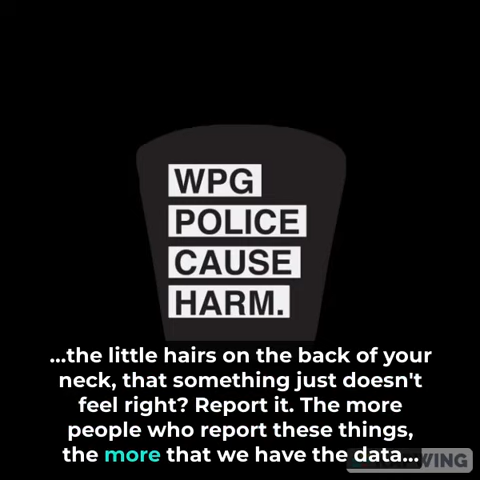 WPG
POLICE
CAUSE
HARM.
...the little hairs on the back of your
neck, that something just doesn't
feel right? Report it. The more
people who report these things,
the more that we have the data...
WING